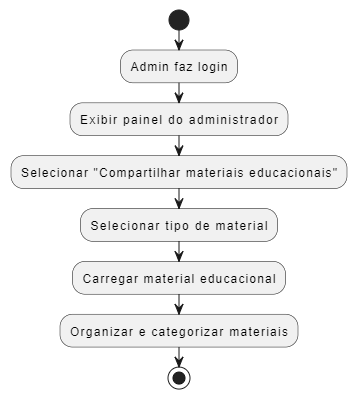 Admin faz login
Exibir painel do administrador
Selecionar "Compartilhar materiais educacionais"
Selecionar tipo de material
Carregar material educacional
Organizar e categorizar materiais